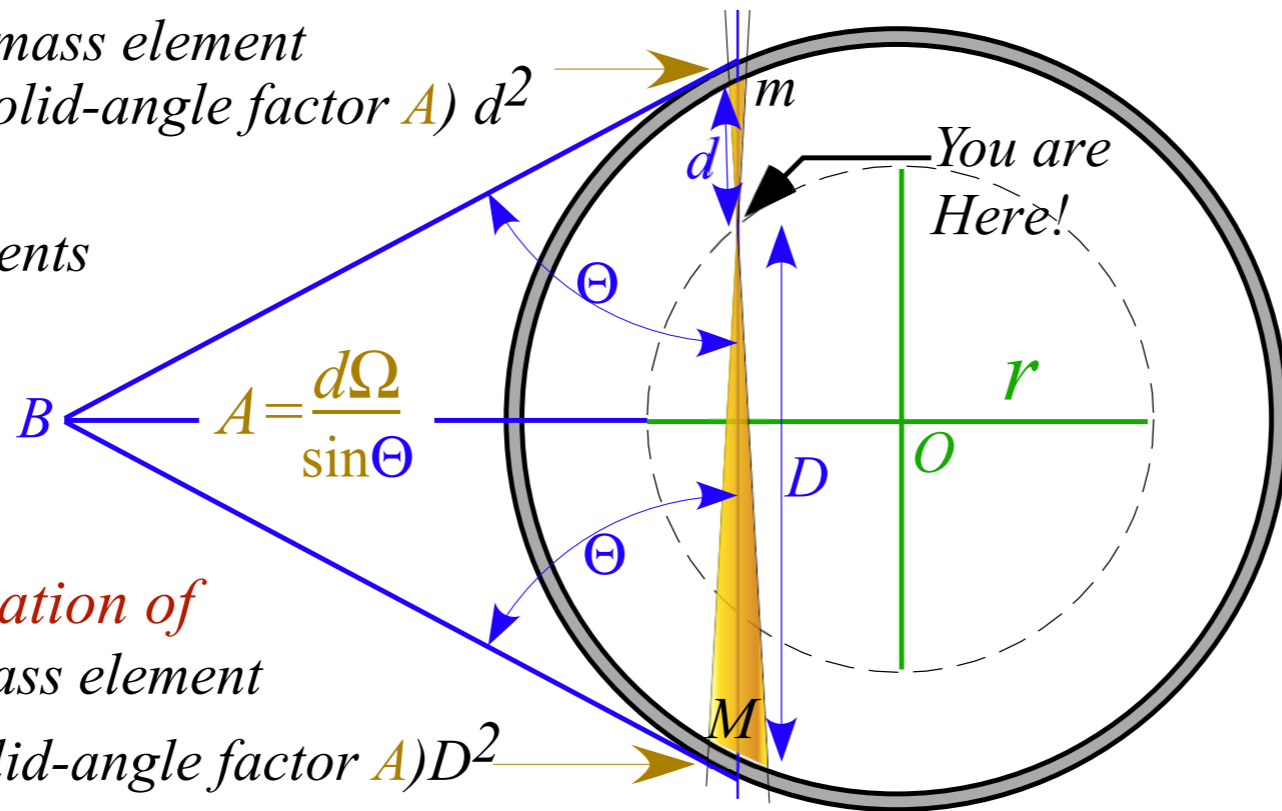 mass element
olid-angle factor A) d²
m
d
You are
Here!
ents
Θ
B
A = dΩ / sinΘ
r
O
D
Θ
ation of
ass element
M
lid-angle factor A)D²